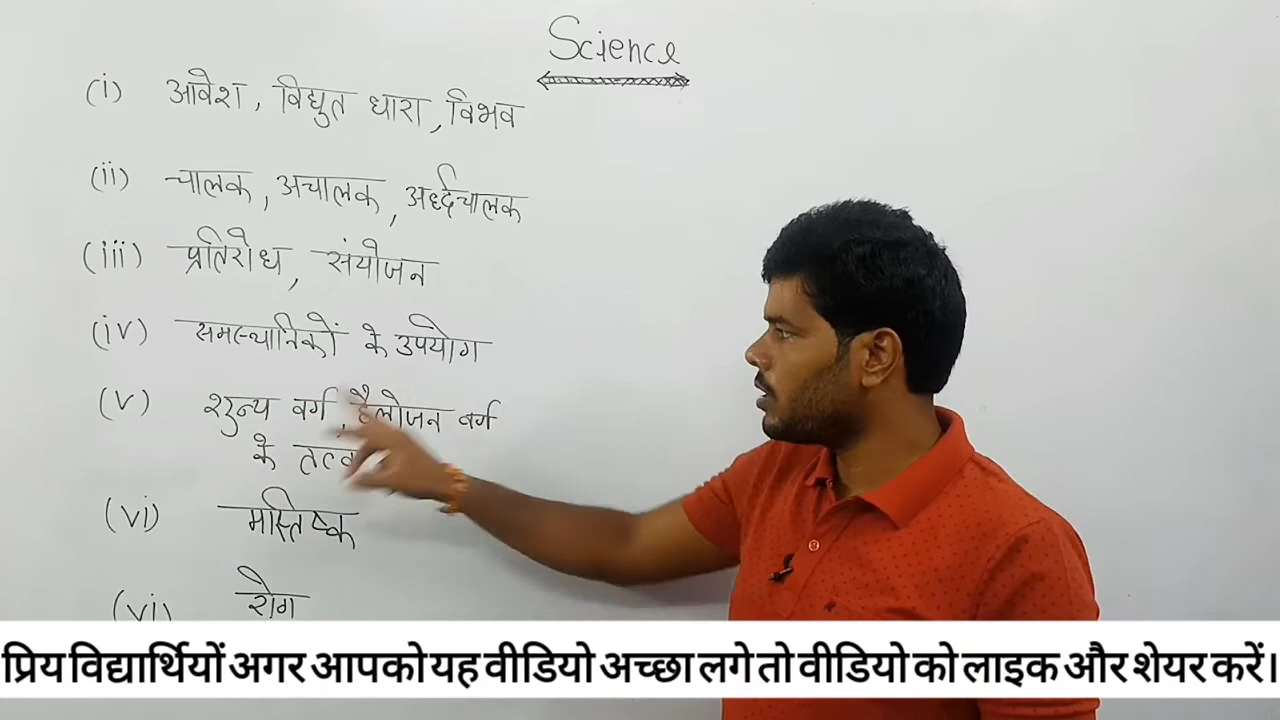 Science
(i) आवेश, विद्युत धारा, विभव
(ii) चालक, अचालक, अर्ध्दचालक
(iii) प्रतिरोध, संयोजन
(iv) समस्थानिकों के उपयोग
(v) शुन्य वर्ग, हैलोजन वर्ग
के तत्व
(vi) मस्तिष्क
(vi) रोग
प्रिय विद्यार्थियों अगर आपको यह वीडियो अच्छा लगे तो वीडियो को लाइक और शेयर करें।